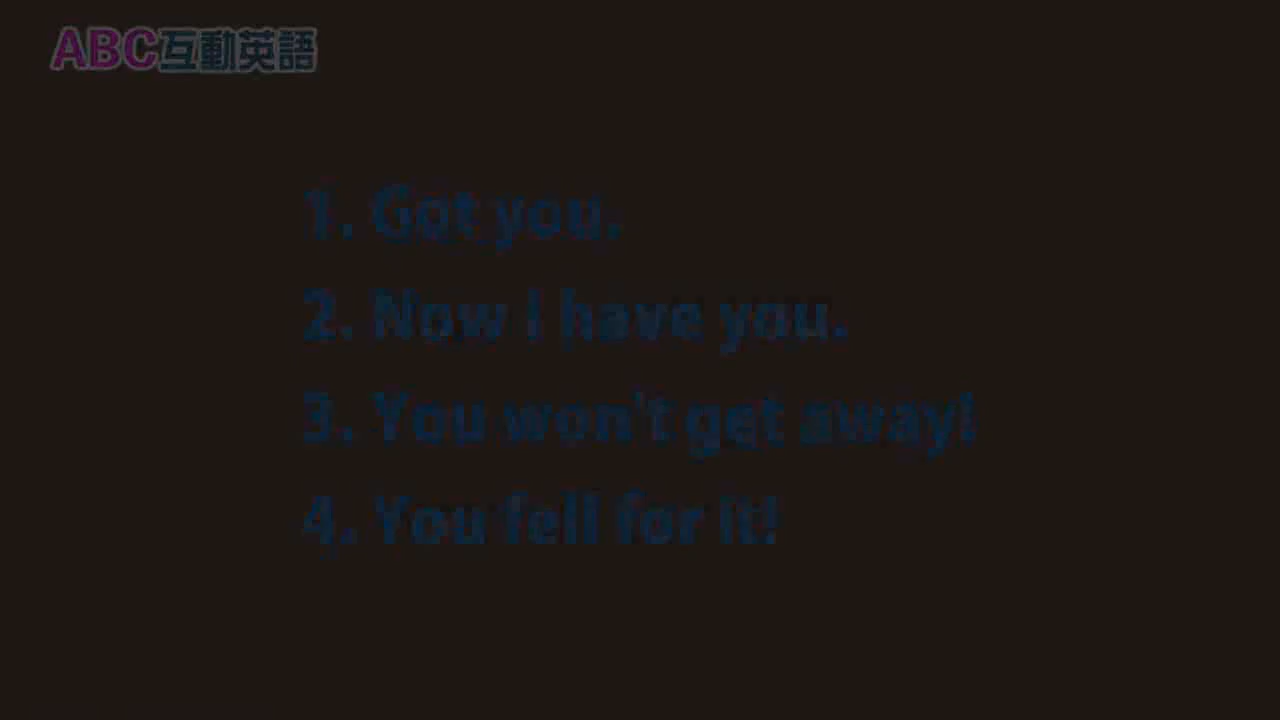 ABC互動英語
1. Got you.
2. Now I have you.
3. You won't get away!
4. You fell for it!